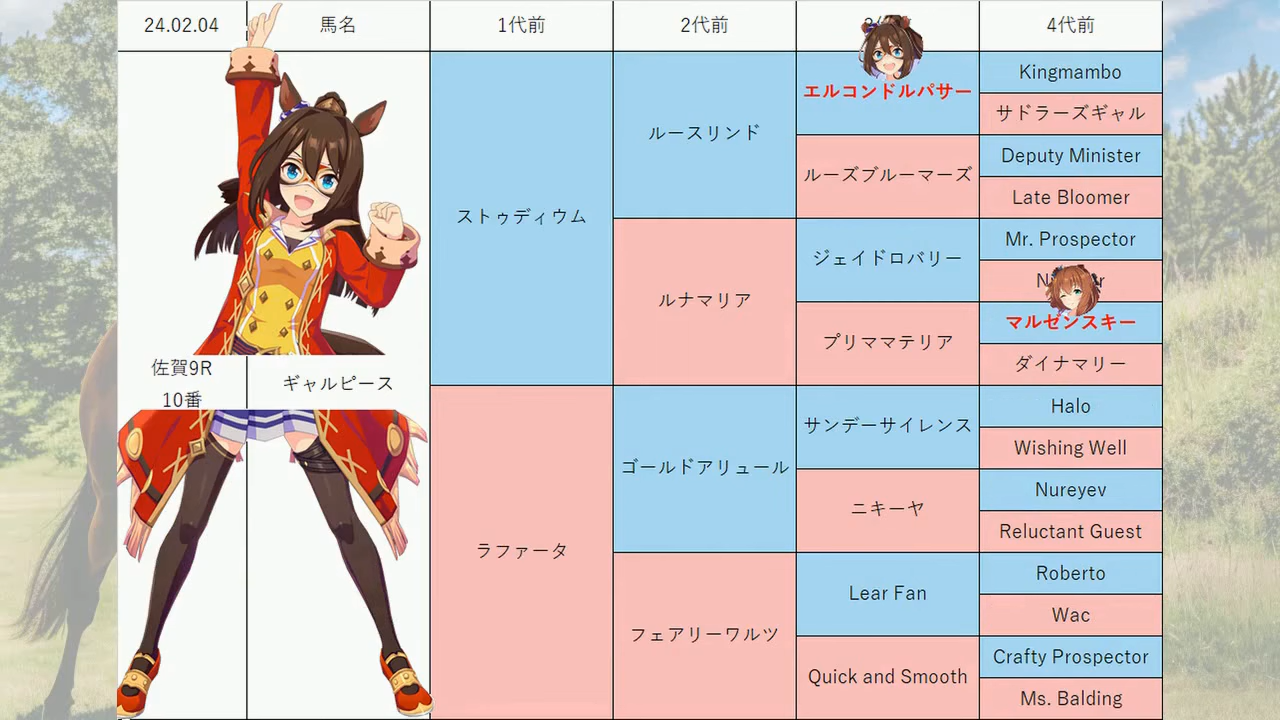 24.02.04
馬名
1代前
2代前
4代前
佐賀9R
10番
ギャルピース
ストゥディウム
ラファータ
ルースリンド
ルナマリア
ゴールドアリュール
フェアリーワルツ
エルコンドルパサー
ルーズブルーマーズ
ジェイドロバリー
プリママテリア
サンデーサイレンス
ニキーヤ
Lear Fan
Quick and Smooth
Kingmambo
サドラーズギャル
Deputy Minister
Late Bloomer
Mr. Prospector
マルゼンスキー
ダイナマリー
Halo
Wishing Well
Nureyev
Reluctant Guest
Roberto
Wac
Crafty Prospector
Ms. Balding